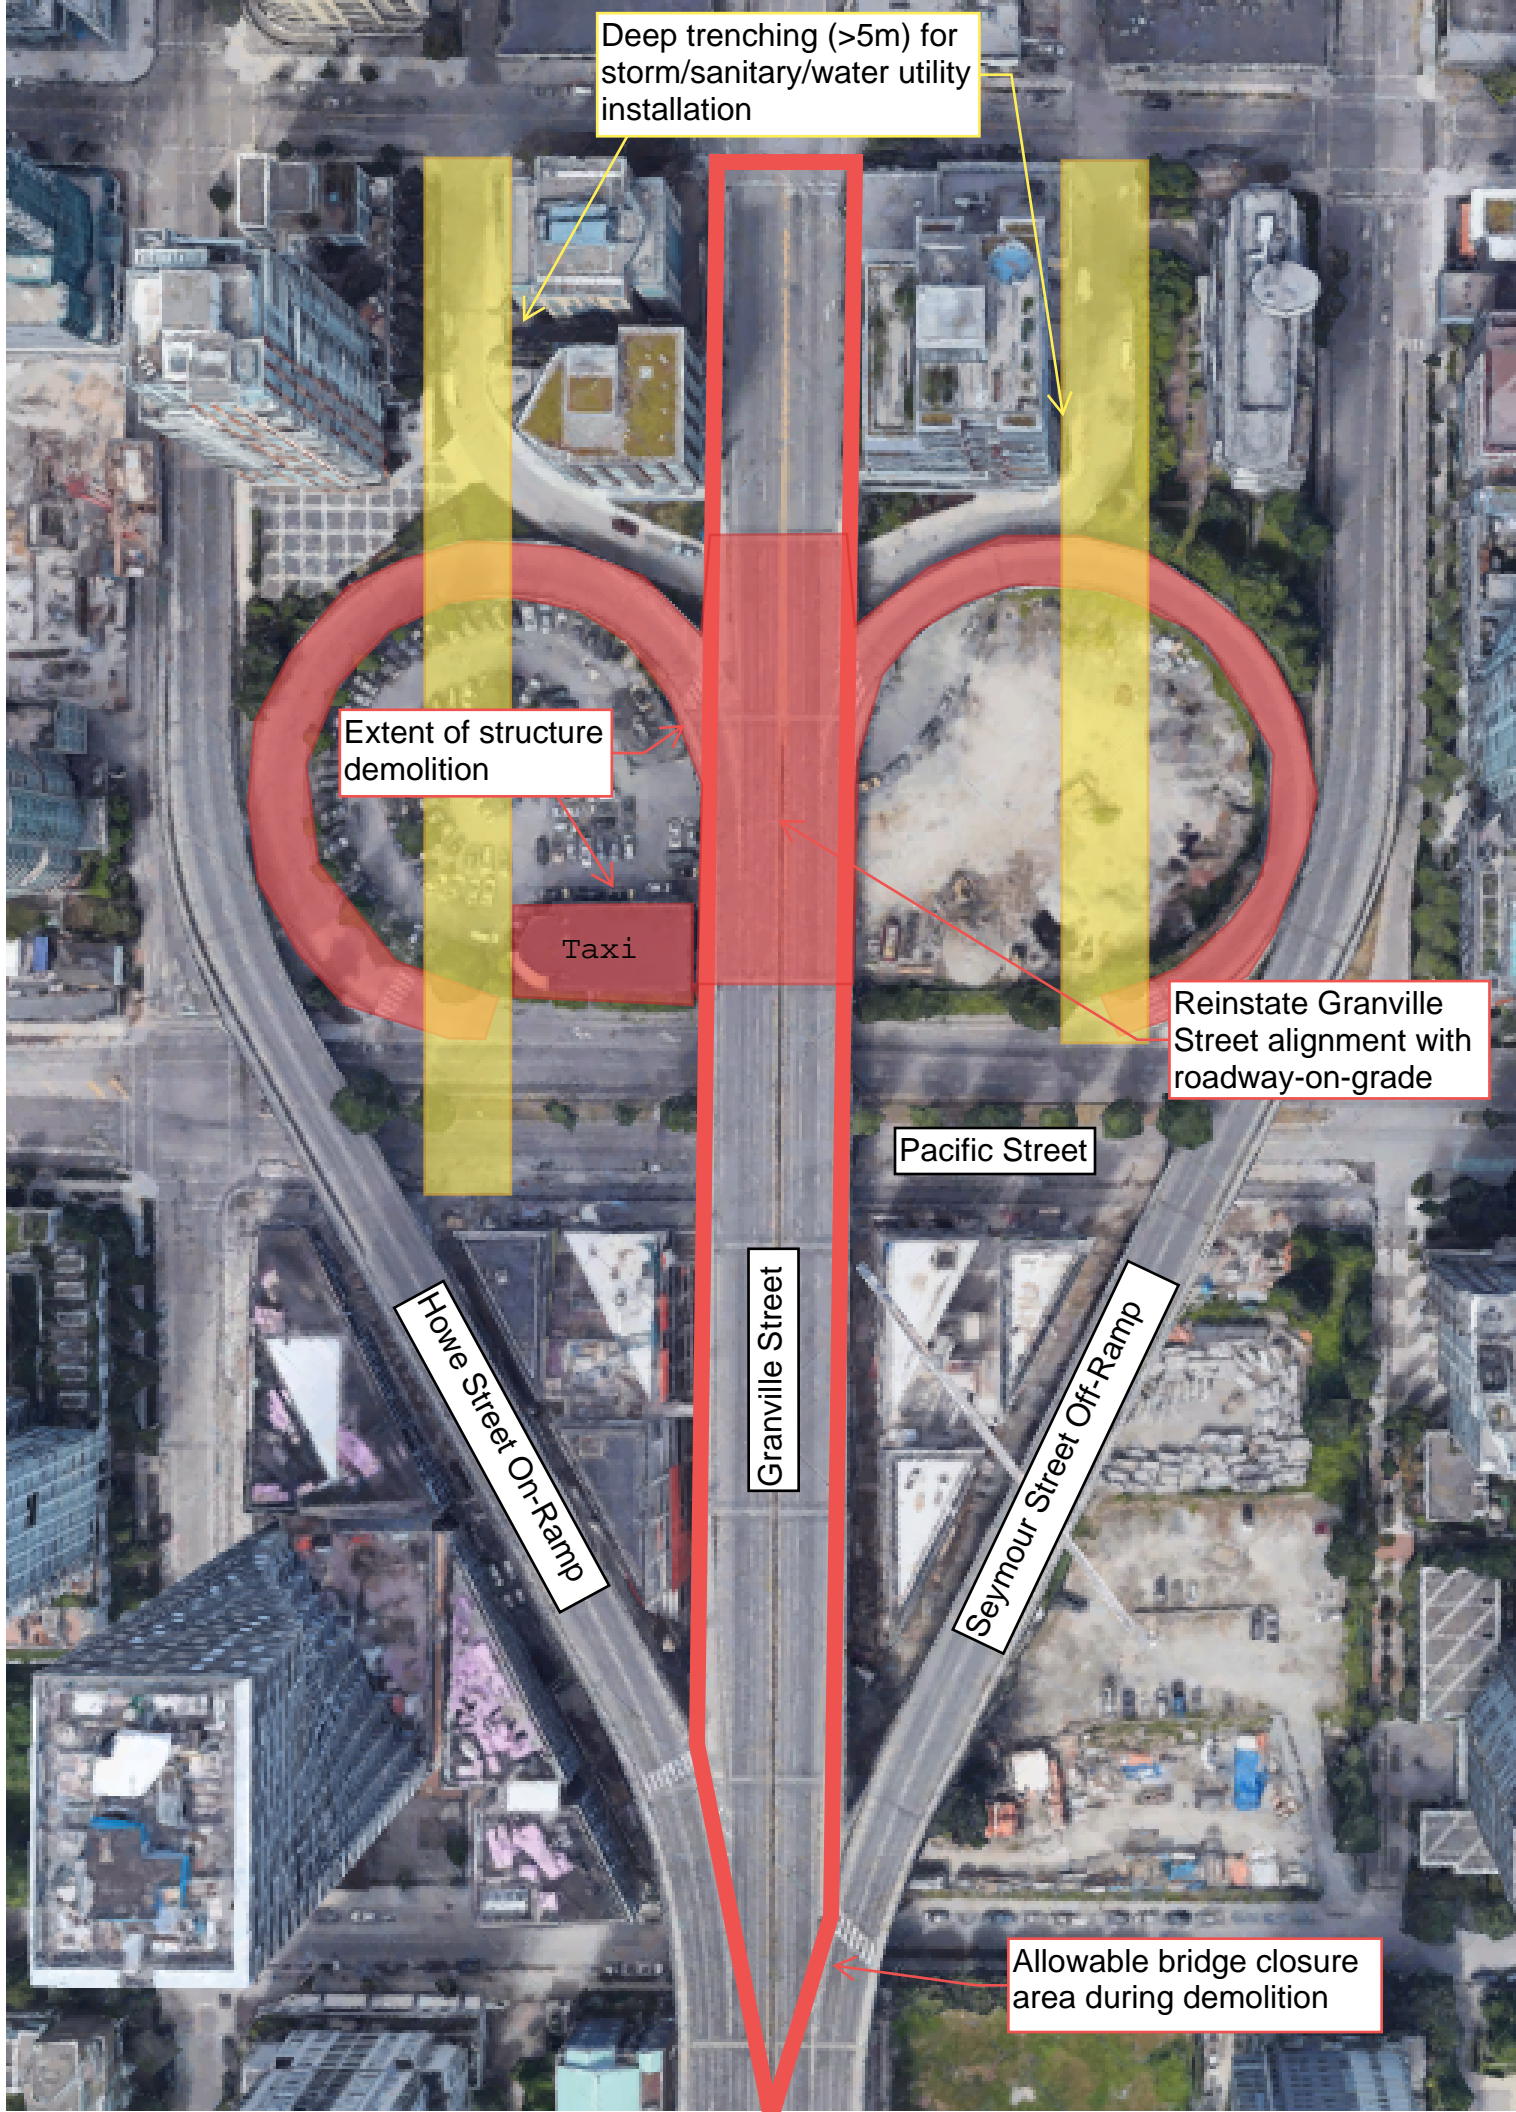 Deep trenching (>5m) for
storm/sanitary/water utility
installation
Extent of structure
demolition
Taxi
Reinstate Granville
Street alignment with
roadway-on-grade
Pacific Street
Granville Street
Howe Street On-Ramp
Seymour Street Off-Ramp
Allowable bridge closure
area during demolition